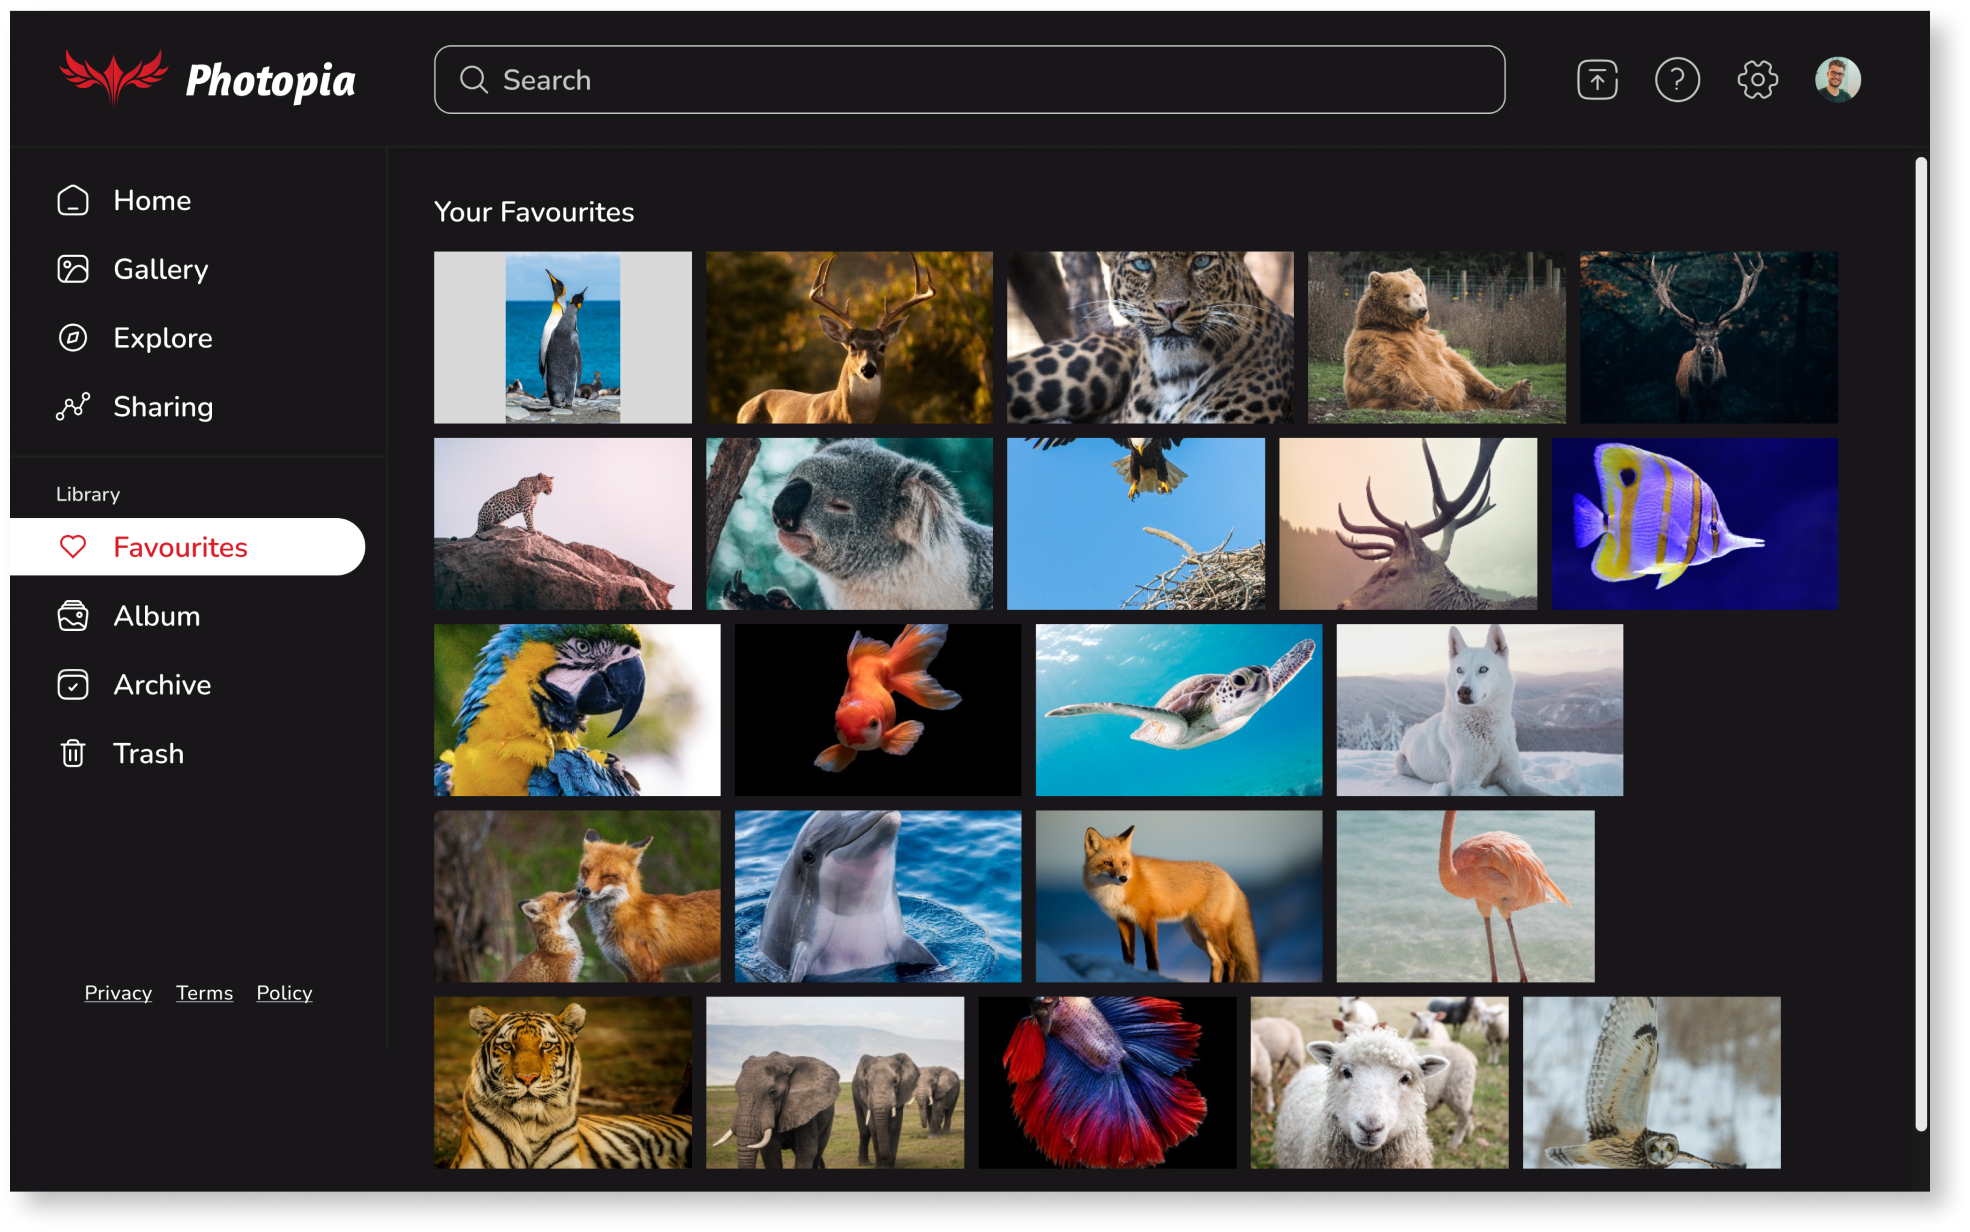 Photopia
Search
?
Home
Gallery
Explore
Sharing
Library
Favourites
Album
Archive
Trash
Privacy Terms Policy
Your Favourites